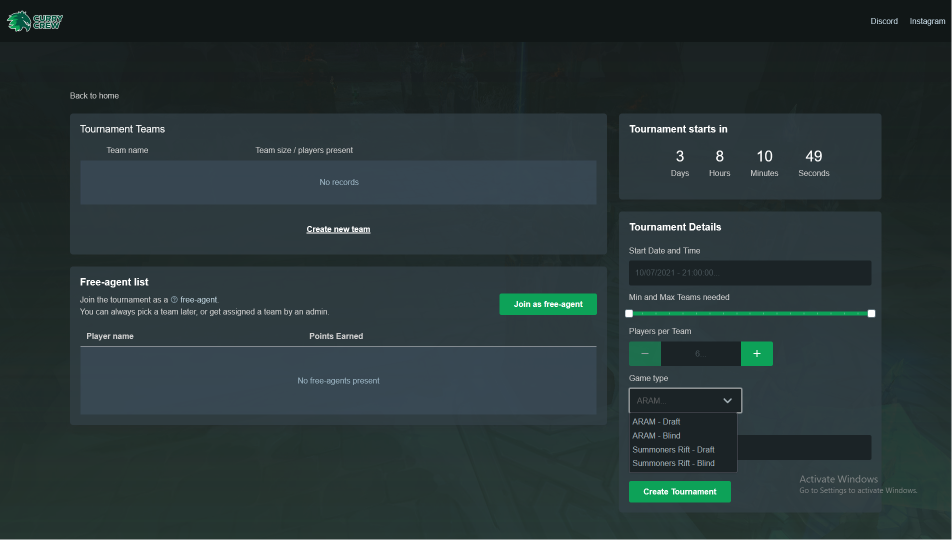 CURRY
CREW
Discord
Instagram
Back to home
Tournament Teams
Team name
Team size / players present
No records
Create new team
Free-agent list
Join the tournament as a free-agent.
You can always pick a team later, or get assigned a team by an admin.
Join as free-agent
Player name
Points Earned
No free-agents present
Tournament starts in
3 8 10 49
Days Hours Minutes Seconds
Tournament Details
Start Date and Time
10/07/2021 - 21:00:00...
Min and Max Teams needed
Players per Team
Game type
ARAM...
ARAM - Draft
ARAM - Blind
Summoners Rift - Draft
Summoners Rift - Blind
Create Tournament
Activate Windows
Go to Settings to activate Windows.